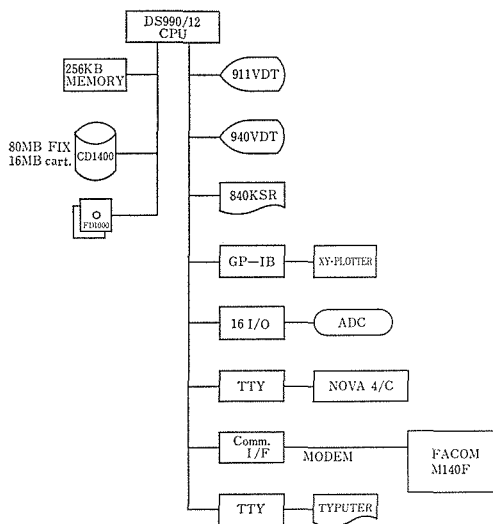 DS990/12
CPU
256KB
MEMORY
911VDT
80MB FIX
16MB cart.
CD1400
940VDT
840KSR
FD1000
GP-IB
XY-PLOTTER
16 I/O
ADC
TTY
NOVA 4/C
Comm.
I/F
MODEM
FACOM
M140F
TTY
TYPUTER